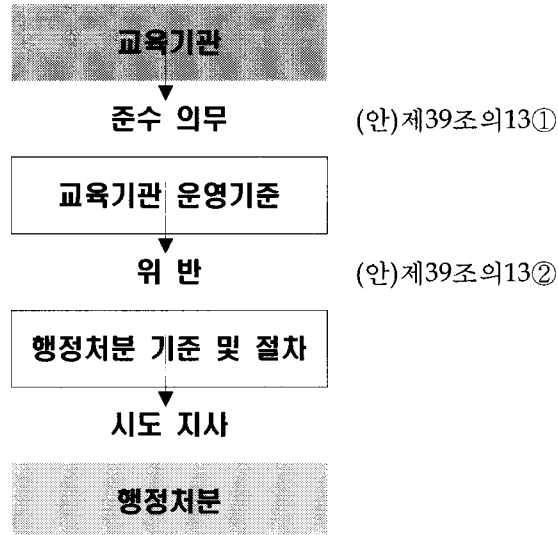 교육기관
준수 의무 (안)제39조의13①
교육기관 운영기준
위 반 (안)제39조의13②
행정처분 기준 및 절차
시도 지사
행정처분